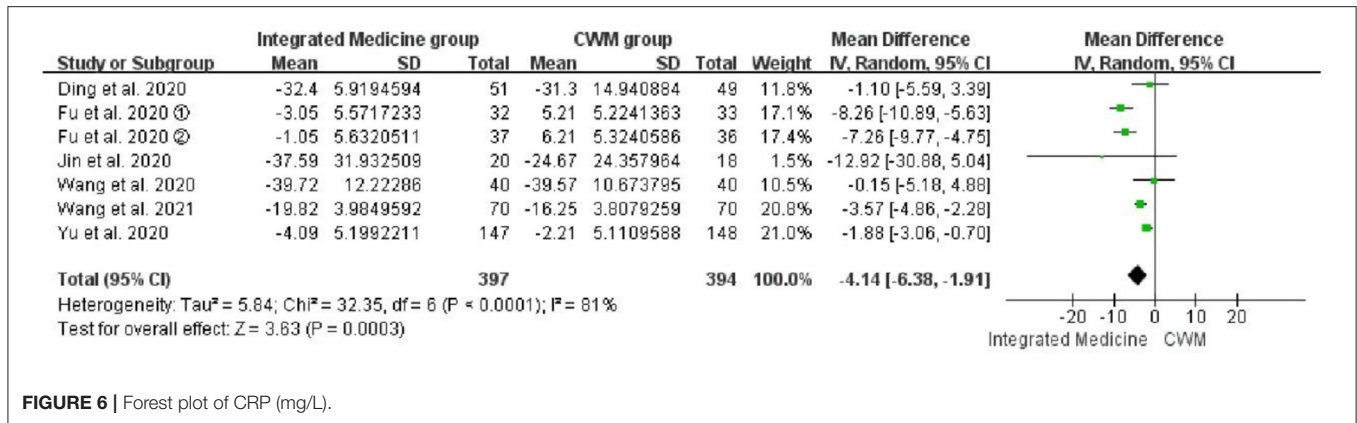 Integrated Medicine group CWM group Mean Difference Mean Difference
Study or Subgroup Mean SD Total Mean SD Total Weight IV, Random, 95% CI IV, Random, 95% CI
Ding et al. 2020 -32.4 5.9194594 51 -31.3 14.940884 49 11.8% -1.10 [-5.59, 3.39]
Fu et al. 2020 ① -3.05 5.5717233 32 5.21 5.2241363 33 17.1% -8.26 [-10.89, -5.63]
Fu et al. 2020 ② -1.05 5.6320511 37 6.21 5.3240586 36 17.4% -7.26 [-9.77, -4.75]
Jin et al. 2020 -37.59 31.932509 20 -24.67 24.357964 18 1.5% -12.92 [-30.88, 5.04]
Wang et al. 2020 -39.72 12.22286 40 -39.57 10.673795 40 10.5% -0.15 [-5.18, 4.88]
Wang et al. 2021 -19.82 3.9849592 70 -16.25 3.8079259 70 20.8% -3.57 [-4.86, -2.28]
Yu et al. 2020 -4.09 5.1992211 147 -2.21 5.1109588 148 21.0% -1.88 [-3.06, -0.70]
Total (95% CI) 397 394 100.0% -4.14 [-6.38, -1.91]
Heterogeneity: Tau² = 5.84; Chi² = 32.35, df = 6 (P < 0.0001); I² = 81%
Test for overall effect: Z = 3.63 (P = 0.0003)
-20 -10 0 10 20
Integrated Medicine CWM
FIGURE 6 | Forest plot of CRP (mg/L).